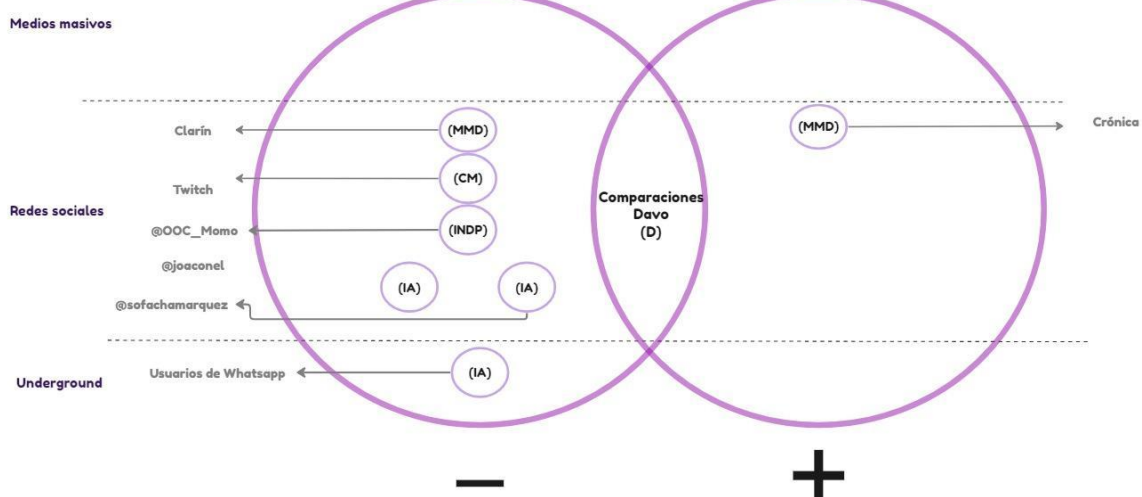 Medios masivos
Clarín
(MMD)
(MMD)
Crónica
(CM)
Twitch
Redes sociales
Comparaciones
Davo
(D)
@OOC_Momo
(INDP)
@joaconel
(IA)
(IA)
@sofachamarquez
Underground
Usuarios de Whatsapp
(IA)
− +